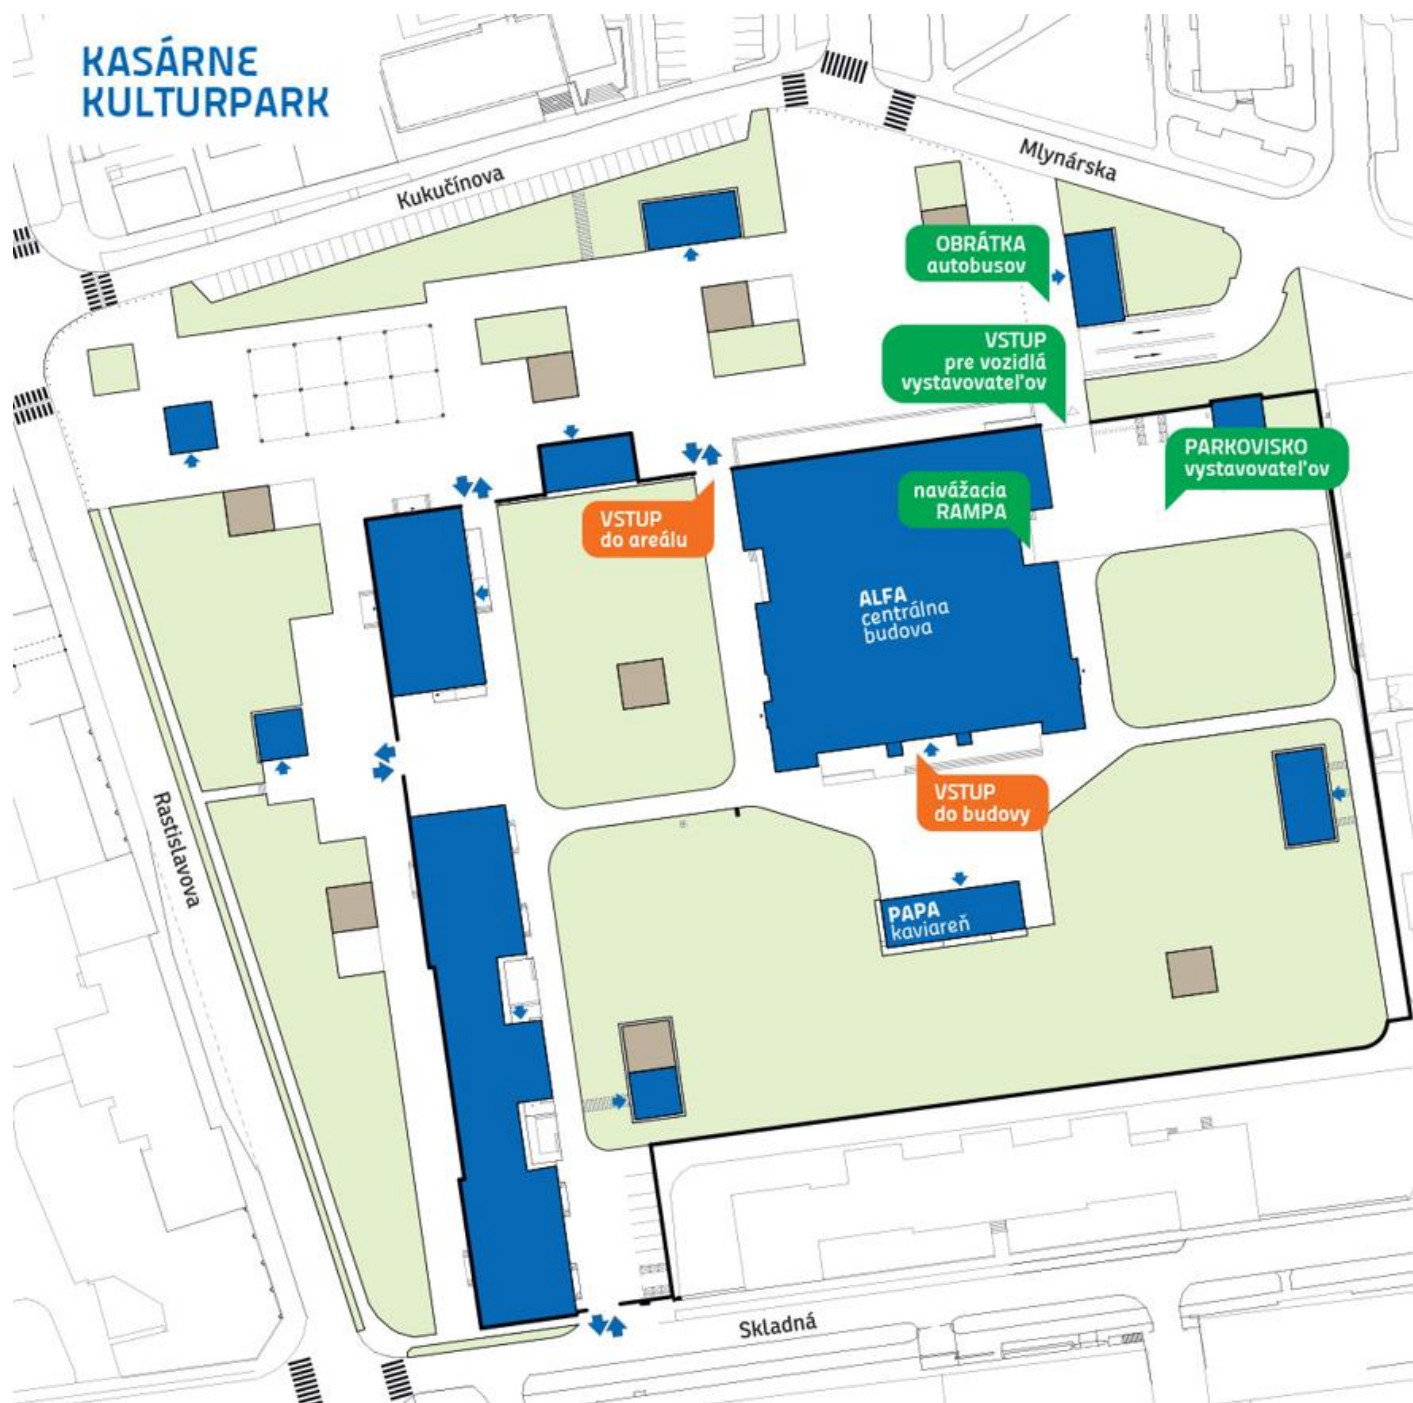 KASÁRNE
KULTURPARK
Kukučínova
Mlynárska
OBRÁTKA
autobusov
VSTUP
pre vozidlá
vystavovateľov
PARKOVISKO
vystavovateľov
navážacia
RAMPA
VSTUP
do areálu
ALFA
centrálna
budova
VSTUP
do budovy
PAPA
kaviareň
Rastislavova
Skladná